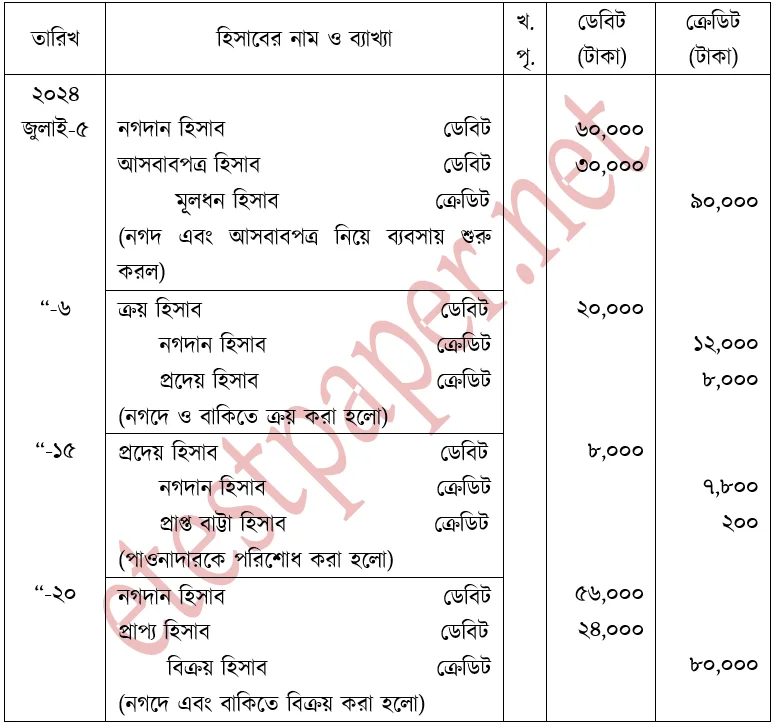 তারিখ হিসাবের নাম ও ব্যাখ্যা খ. পৃ. ডেবিট (টাকা) ক্রেডিট (টাকা)
২০২৪
জুলাই-৫ নগদান হিসাব ডেবিট ৬০,০০০
আসবাবপত্র হিসাব ডেবিট ৩০,০০০
মূলধন হিসাব ক্রেডিট ৯০,০০০
(নগদ এবং আসবাবপত্র নিয়ে ব্যবসায় শুরু
করল)
“-৬ ক্রয় হিসাব ডেবিট ২০,০০০
নগদান হিসাব ক্রেডিট ১২,০০০
প্রদেয় হিসাব ক্রেডিট ৮,০০০
(নগদে ও বাকিতে ক্রয় করা হলো)
“-১৫ প্রদেয় হিসাব ডেবিট ৮,০০০
নগদান হিসাব ক্রেডিট ৭,৮০০
প্রাপ্ত বাট্টা হিসাব ক্রেডিট ২০০
(পাওনাদারকে পরিশোধ করা হলো)
“-২০ নগদান হিসাব ডেবিট ৫৬,০০০
প্রাপ্য হিসাব ডেবিট ২৪,০০০
বিক্রয় হিসাব ক্রেডিট ৮০,০০০
(নগদে এবং বাকিতে বিক্রয় করা হলো)
etestpaper.net